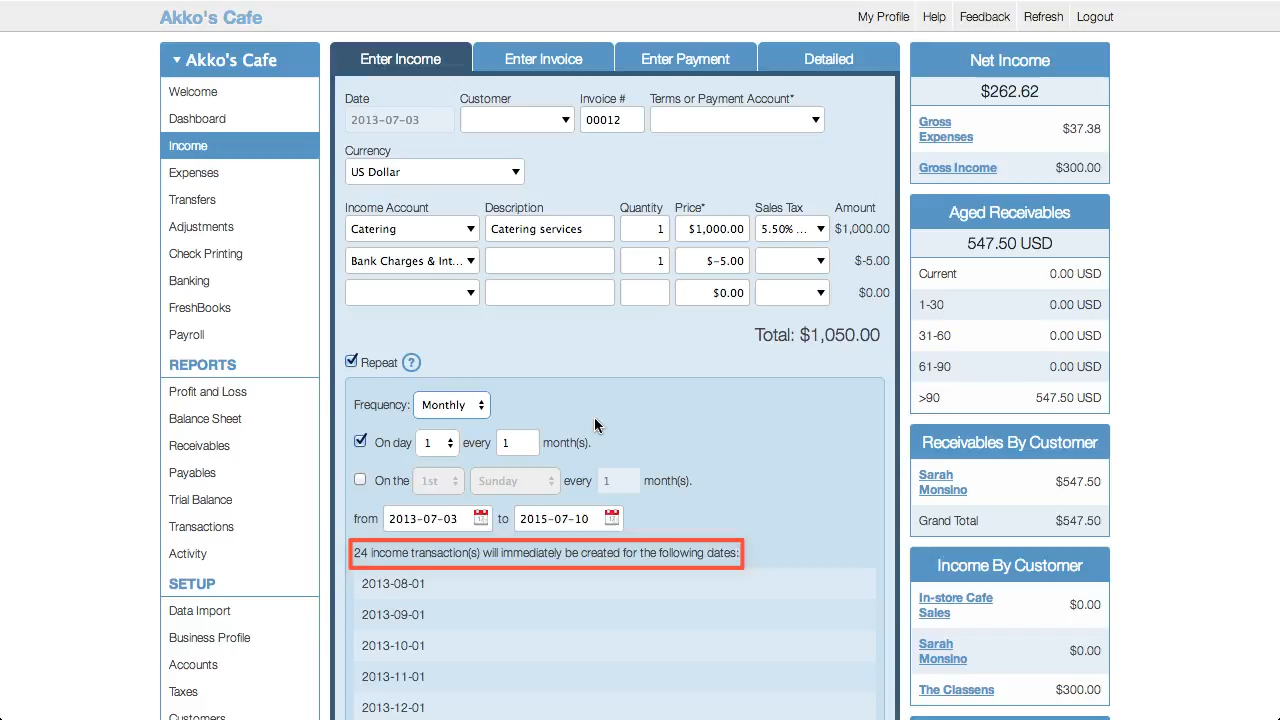 Akko's Cafe
My Profile
Help
Feedback
Refresh
Logout
Akko's Cafe
Welcome
Dashboard
Income
Expenses
Transfers
Adjustments
Check Printing
Banking
FreshBooks
Payroll
REPORTS
Profit and Loss
Balance Sheet
Receivables
Payables
Trial Balance
Transactions
Activity
SETUP
Data Import
Business Profile
Accounts
Taxes
Customers
Enter Income
Enter Invoice
Enter Payment
Detailed
Date Customer Invoice # Terms or Payment Account*
2013-07-03 00012
Currency
US Dollar
Income Account Description Quantity Price* Sales Tax Amount
Catering Catering services 1 $1,000.00 5.50% ... $1,000.00
Bank Charges & Int... 1 $-5.00 $-5.00
$0.00 $0.00
Total: $1,050.00
Repeat ?
Frequency: Monthly
On day 1 every 1 month(s).
On the 1st Sunday every 1 month(s).
from 2013-07-03 to 2015-07-10
24 income transaction(s) will immediately be created for the following dates:
2013-08-01
2013-09-01
2013-10-01
2013-11-01
2013-12-01
Net Income
$262.62
Gross
Expenses $37.38
Gross Income $300.00
Aged Receivables
547.50 USD
Current 0.00 USD
1-30 0.00 USD
31-60 0.00 USD
61-90 0.00 USD
>90 547.50 USD
Receivables By Customer
Sarah
Monsino $547.50
Grand Total $547.50
Income By Customer
In-store Cafe
Sales $0.00
Sarah
Monsino $0.00
The Classens $300.00